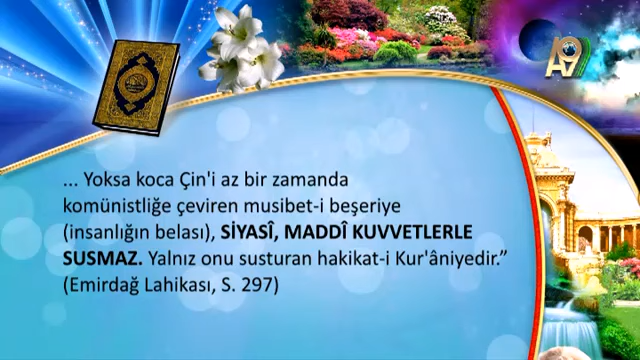 A9
... Yoksa koca Çin'i az bir zamanda
komünistliğe çeviren musibet-i beşeriye
(insanlığın belası), SİYASÎ, MADDÎ KUVVETLERLE
SUSMAZ. Yalnız onu susturan hakikat-i Kur'âniyedir.”
(Emirdağ Lahikası, S. 297)